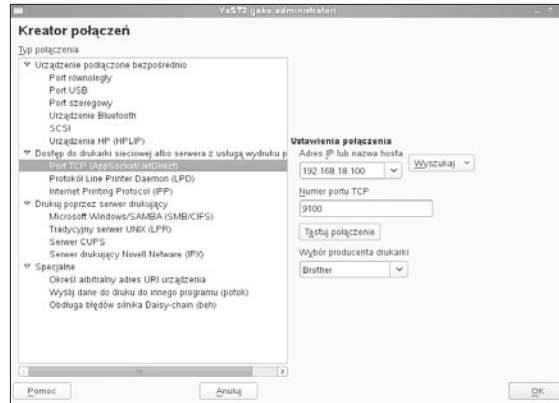 YaST2 (jako administrator)
Kreator połączeń
Typ połączenia
Urządzenie podłączone bezpośrednio
Port równoległy
Port USB
Port szeregowy
Urządzenie Bluetooth
SCSI
Urządzenia HP (HPLIP)
Dostęp do drukarki sieciowej albo serwera z usługą wydruku p
Port TCP (AppSocket/JetDirect)
Protokół Line Printer Daemon (LPD)
Internet Printing Protocol (IPP)
Drukuj poprzez serwer drukujący
Microsoft Windows/SAMBA (SMB/CIFS)
Tradycyjny serwer UNIX (LPR)
Serwer CUPS
Serwer drukujący Novell Netware (IPX)
Specjalne
Określ arbitralny adres URI urządzenia
Wyślij dane do druku do innego programu (potok)
Obsługa błędów silnika Daisy-chain (beh)
Ustawienia połączenia
Adres IP lub nazwa hosta
192.168.18.100
Wyszukaj
Numer portu TCP
9100
Testuj połączenie
Wybór producenta drukarki
Brother
Pomoc
Anuluj
OK